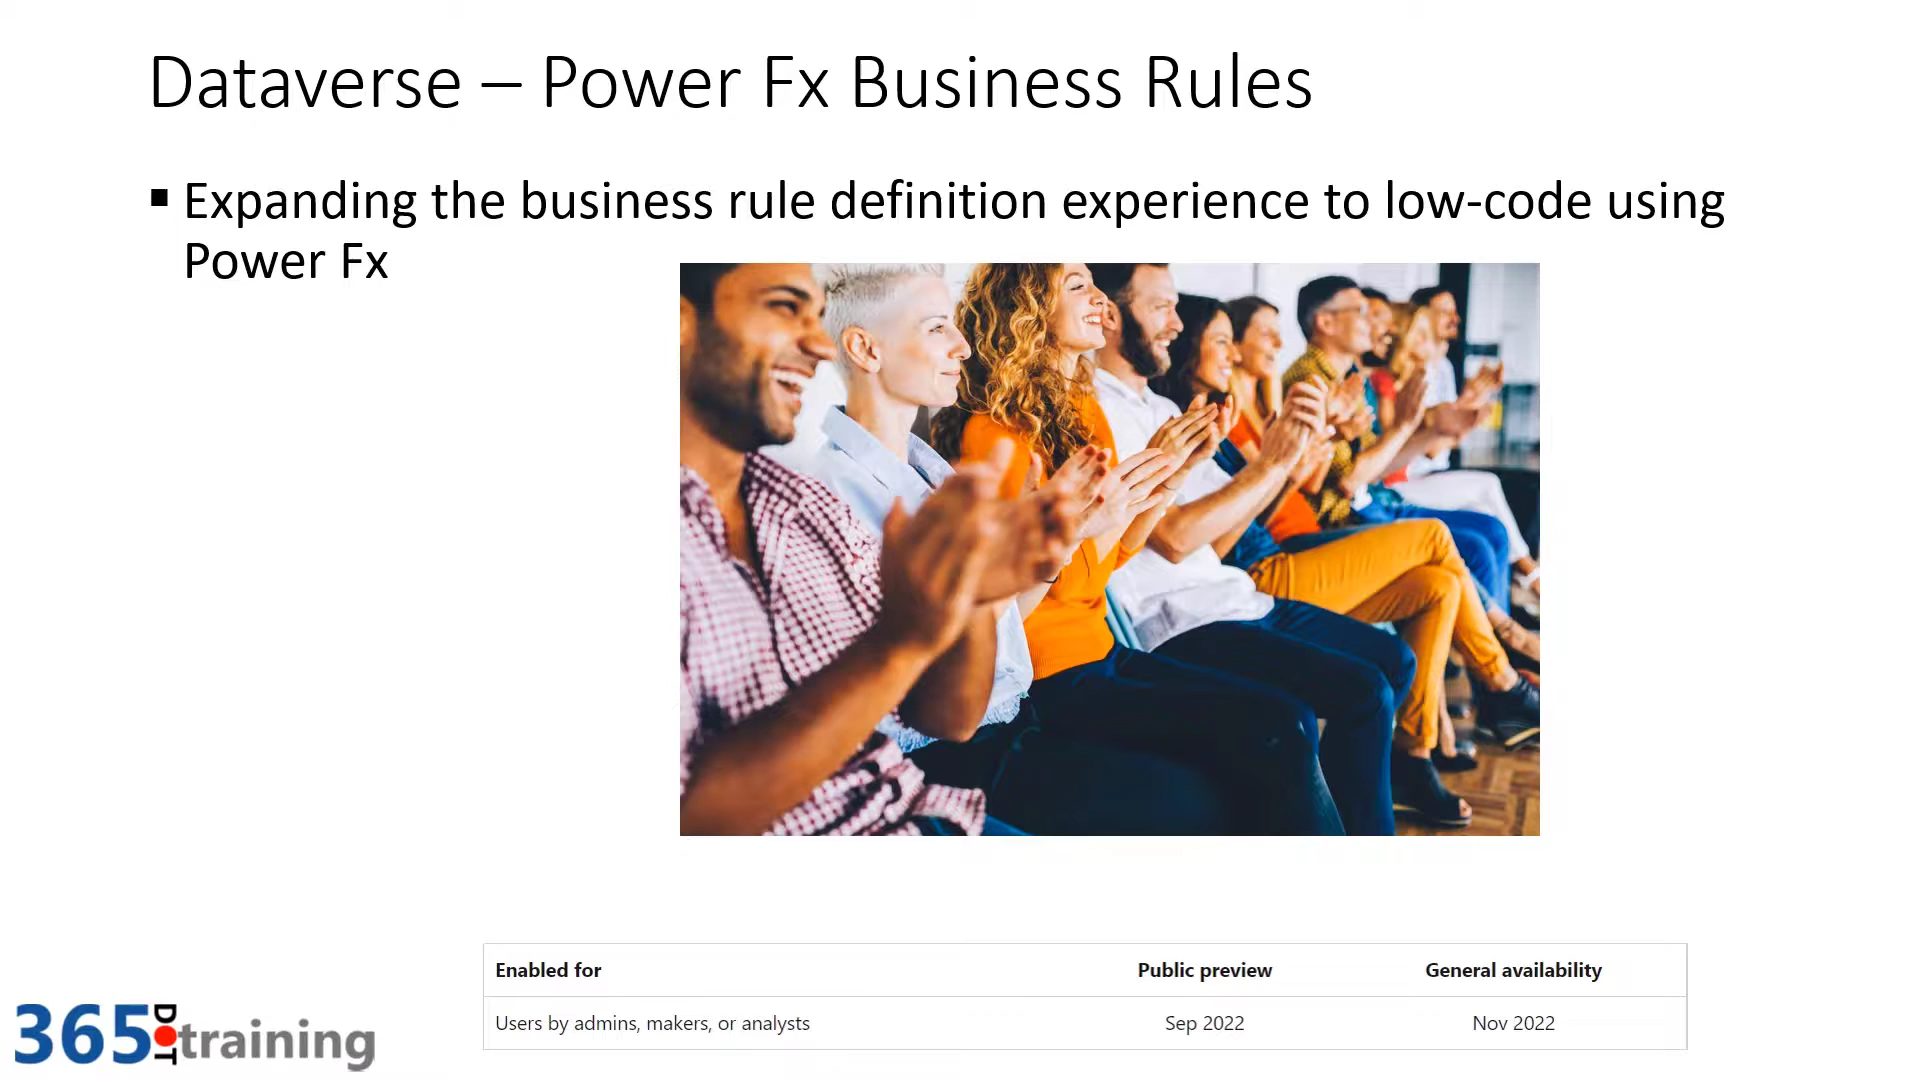 Dataverse – Power Fx Business Rules
▪ Expanding the business rule definition experience to low-code using
Power Fx
Enabled for Public preview General availability
Users by admins, makers, or analysts Sep 2022 Nov 2022
365 DOT training